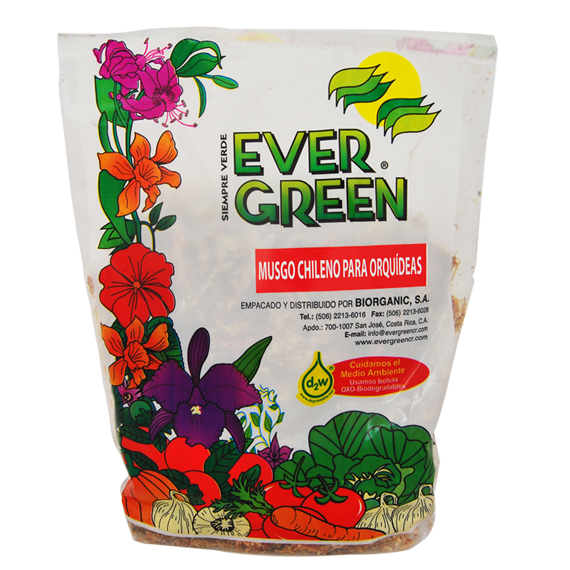 SIEMPRE VERDE
EVER
GREEN®
MUSGO CHILENO PARA ORQUÍDEAS
EMPACADO Y DISTRIBUIDO POR BIORGANIC, S.A.
Tel.: (506) 2213-6016 Fax: (506) 2213-6028
Apdo.: 700-1007 San José, Costa Rica, C.A.
E-mail: info@evergreencr.com
www.evergreencr.com
d2w
Cuidamos el
Medio Ambiente
Usamos bolsas
OXO-Biodegradables